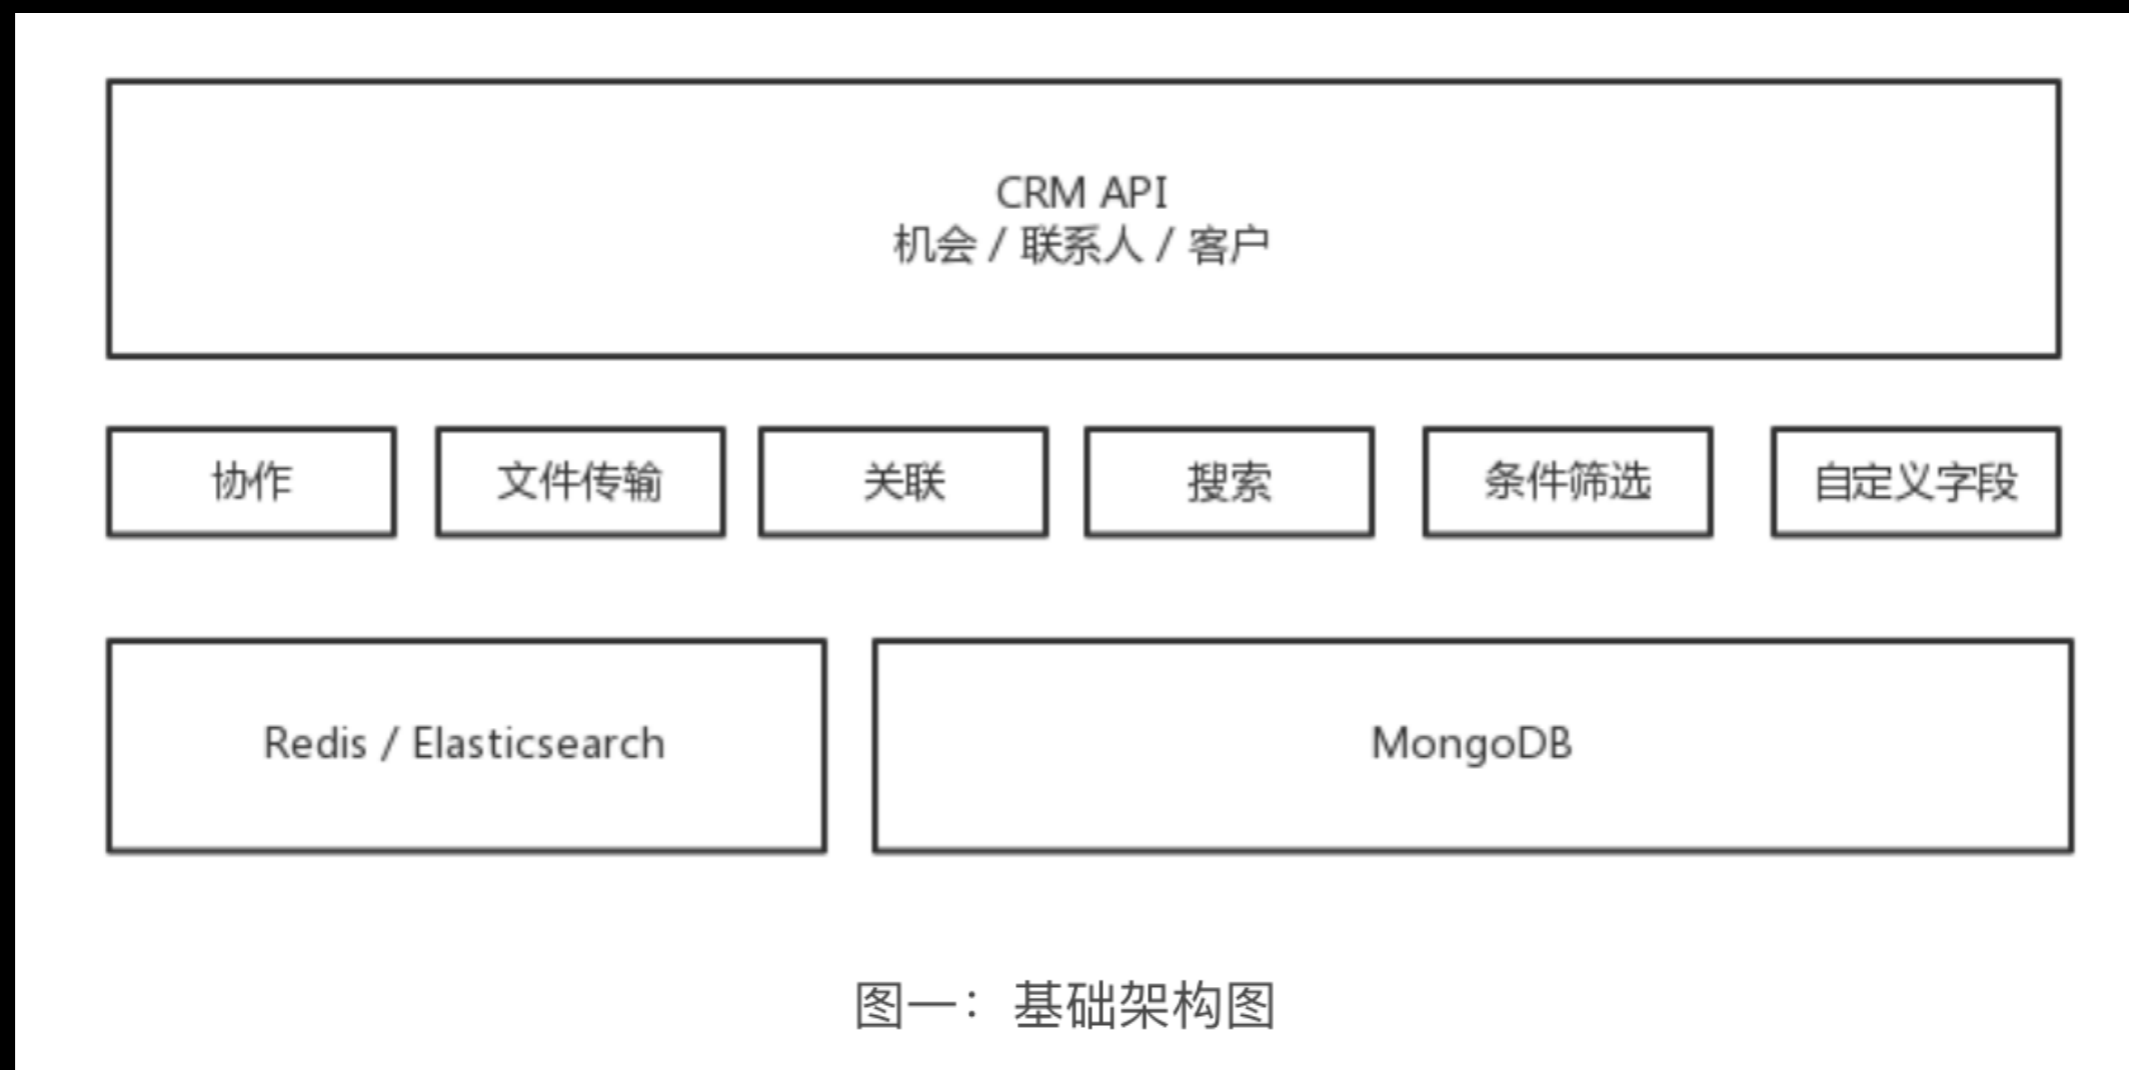 CRM API
机会 / 联系人 / 客户
协作
文件传输
关联
搜索
条件筛选
自定义字段
Redis / Elasticsearch
MongoDB
图一：基础架构图